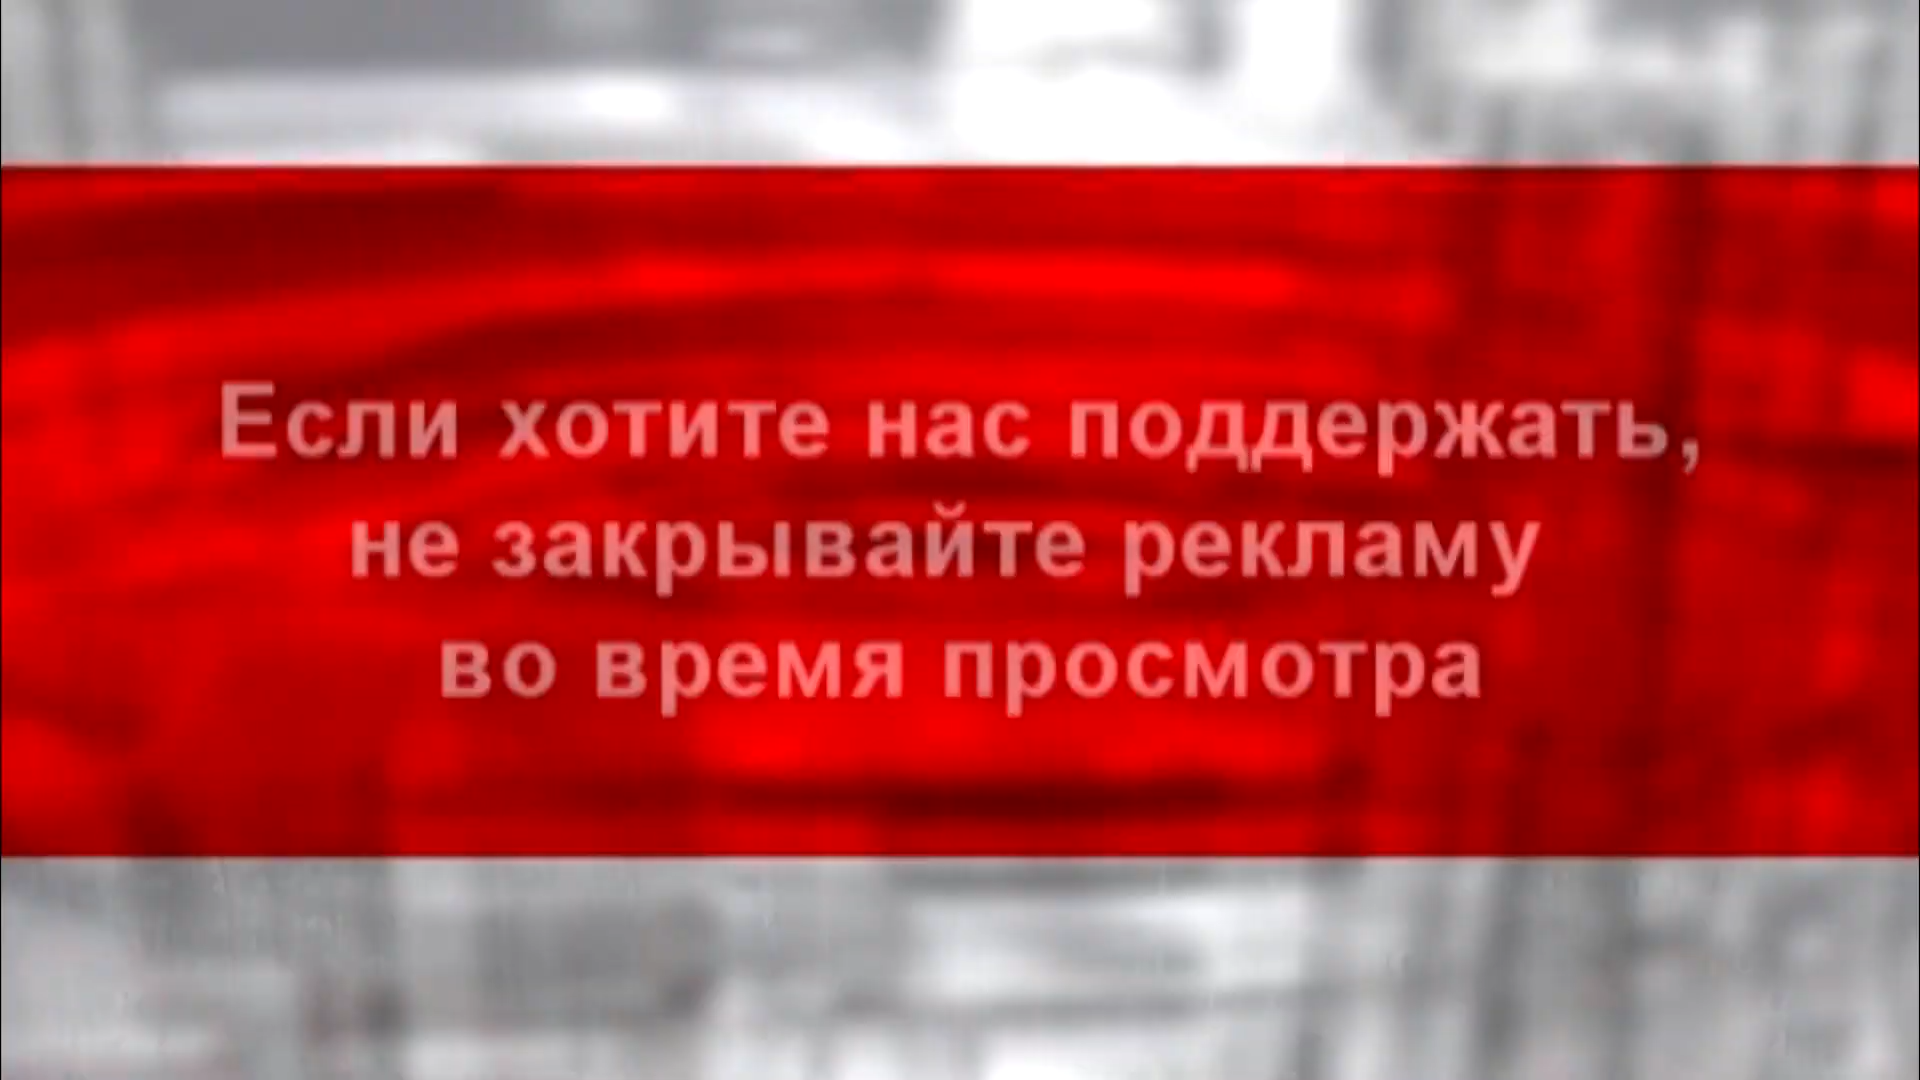 Если хотите нас поддержать,
не закрывайте рекламу
во время просмотра